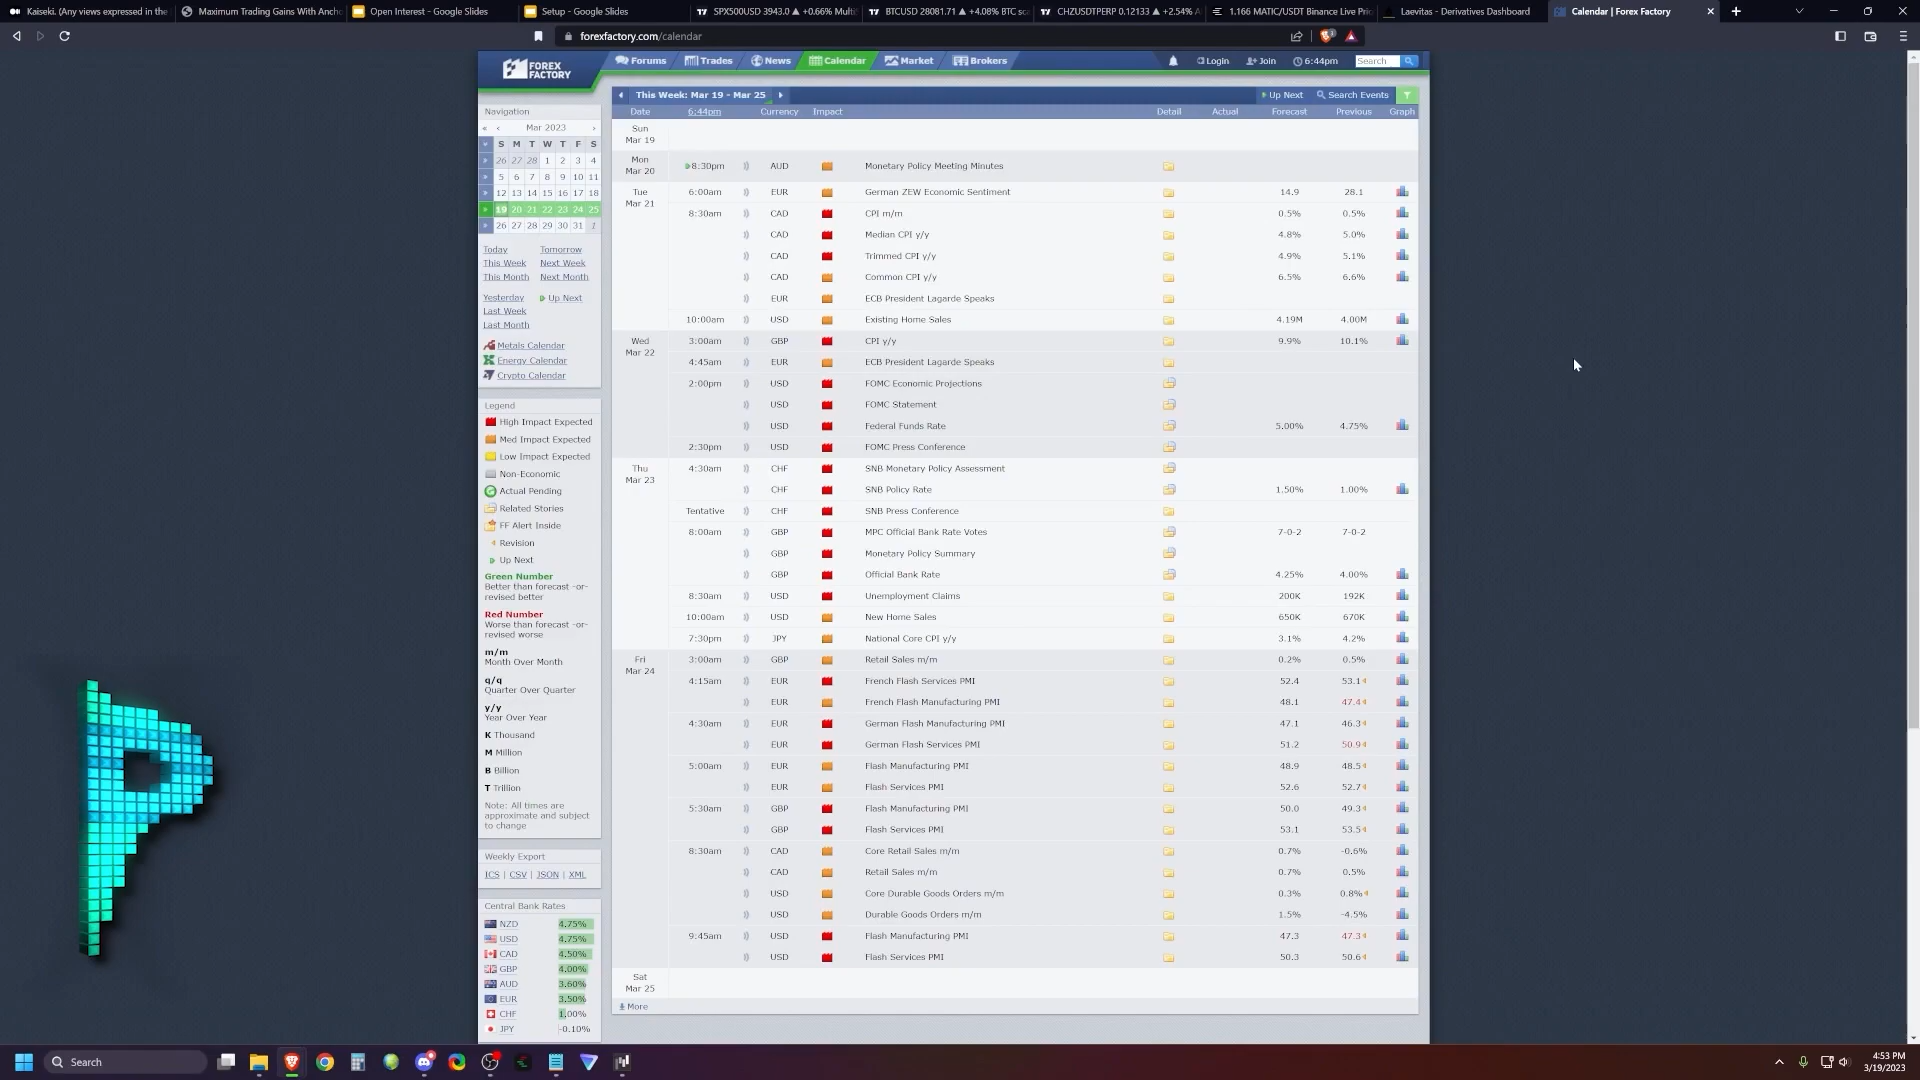 Kaiseki. (Any views expressed in the
Maximum Trading Gains With Ancho
Open Interest - Google Slides
Setup - Google Slides
SPX500USD 3943.0 ▲ +0.66% Multi
BTCUSD 28081.71 ▲ +4.08% BTC sc
CHZUSDTPERP 0.12133 ▲ +2.54% A
1.166 MATIC/USDT Binance Live Pri
Laevitas - Derivatives Dashboard
Calendar | Forex Factory
forexfactory.com/calendar
FOREX FACTORY
Forums Trades News Calendar Market Brokers
Login Join 6:44pm Search
Navigation
Mar 2023
S M T W T F S
26 27 28 1 2 3 4
5 6 7 8 9 10 11
12 13 14 15 16 17 18
19 20 21 22 23 24 25
26 27 28 29 30 31 1
Today Tomorrow
This Week Next Week
This Month Next Month
Yesterday Up Next
Last Week
Last Month
Metals Calendar
Energy Calendar
Crypto Calendar
Legend
High Impact Expected
Med Impact Expected
Low Impact Expected
Non-Economic
Actual Pending
Related Stories
FF Alert Inside
Revision
Up Next
Green Number
Better than forecast -or-
revised better
Red Number
Worse than forecast -or-
revised worse
m/m
Month Over Month
q/q
Quarter Over Quarter
y/y
Year Over Year
K Thousand
M Million
B Billion
T Trillion
Note: All times are
approximate and subject
to change
Weekly Export
ICS | CSV | JSON | XML
Central Bank Rates
NZD 4.75%
USD 4.75%
CAD 4.50%
GBP 4.00%
AUD 3.60%
EUR 3.50%
CHF 1.00%
JPY -0.10%
This Week: Mar 19 - Mar 25 Up Next Search Events
Date 6:44pm Currency Impact Detail Actual Forecast Previous Graph
Sun
Mar 19
Mon
Mar 20
8:30pm AUD Monetary Policy Meeting Minutes
Tue
Mar 21
6:00am EUR German ZEW Economic Sentiment 14.9 28.1
8:30am CAD CPI m/m 0.5% 0.5%
CAD Median CPI y/y 4.8% 5.0%
CAD Trimmed CPI y/y 4.9% 5.1%
CAD Common CPI y/y 6.5% 6.6%
EUR ECB President Lagarde Speaks
10:00am USD Existing Home Sales 4.19M 4.00M
Wed
Mar 22
3:00am GBP CPI y/y 9.9% 10.1%
4:45am EUR ECB President Lagarde Speaks
2:00pm USD FOMC Economic Projections
USD FOMC Statement
USD Federal Funds Rate 5.00% 4.75%
2:30pm USD FOMC Press Conference
Thu
Mar 23
4:30am CHF SNB Monetary Policy Assessment
CHF SNB Policy Rate 1.50% 1.00%
Tentative CHF SNB Press Conference
8:00am GBP MPC Official Bank Rate Votes 7-0-2 7-0-2
GBP Monetary Policy Summary
GBP Official Bank Rate 4.25% 4.00%
8:30am USD Unemployment Claims 200K 192K
10:00am USD New Home Sales 650K 670K
7:30pm JPY National Core CPI y/y 3.1% 4.2%
Fri
Mar 24
3:00am GBP Retail Sales m/m 0.2% 0.5%
4:15am EUR French Flash Services PMI 52.4 53.1
EUR French Flash Manufacturing PMI 48.1 47.4
4:30am EUR German Flash Manufacturing PMI 47.1 46.3
EUR German Flash Services PMI 51.2 50.9
5:00am EUR Flash Manufacturing PMI 48.9 48.5
EUR Flash Services PMI 52.6 52.7
5:30am GBP Flash Manufacturing PMI 50.0 49.3
GBP Flash Services PMI 53.1 53.5
8:30am CAD Core Retail Sales m/m 0.7% -0.6%
CAD Retail Sales m/m 0.7% 0.5%
USD Core Durable Goods Orders m/m 0.3% 0.8%
USD Durable Goods Orders m/m 1.5% -4.5%
9:45am USD Flash Manufacturing PMI 47.3 47.3
USD Flash Services PMI 50.3 50.6
Sat
Mar 25
More
P
Search
4:53 PM
3/19/2023